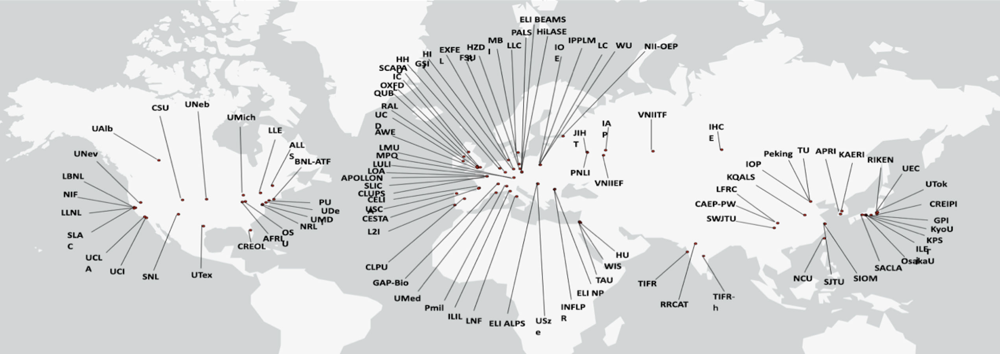 ELI BEAMS
PALS
HiLASE
MB
I
LLC
IO
E
IPPLM
LC
WU
NII-OEP
HZD
R
FSU
EXFE
L
HI
J
GSI
HH
U
SCAPA
IC
L
OXFD
QUB
RAL
UC
D
AWE
LMU
MPQ
LULI
LOA
APOLLON
SLIC
CLUPS
CELI
A
USC
CESTA
L2I
CLPU
GAP-Bio
UMed
Pmil
ILIL
LNF
ELI ALPS
USz
e
INFLP
R
ELI NP
TAU
WIS
HU
CSU
UNeb
UMich
UAlb
LLE
ALL
S
BNL-ATF
UNev
LBNL
NIF
LLNL
SLA
C
UCL
A
UCI
SNL
UTex
CREOL
AFRL
OS
U
NRL
UMD
UDe
T
PU
JIH
T
PNLI
IA
P
VNIIEF
VNIITF
IHC
E
Peking
TU
APRI
KAERI
RIKEN
UEC
UTok
CREIPI
GPI
KyoU
KPS
ILE
T
OsakaU
SACLA
SIOM
SJTU
NCU
IOP
KQALS
LFRC
CAEP-PW
SWJTU
TIFR
RRCAT
TIFR-
h